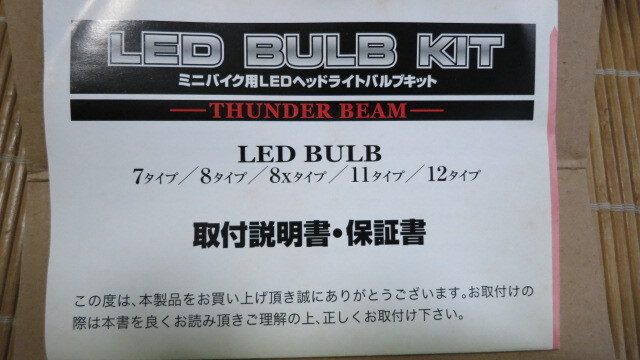 LED BULB KIT
ミニバイク用LEDヘッドライトバルブキット
THUNDER BEAM
LED BULB
7タイプ／8タイプ／8xタイプ／11タイプ／12タイプ
取付説明書・保証書
この度は、本製品をお買い上げ頂き誠にありがとうございます。お取付けの
際は本書を良くお読み頂きご理解の上、正しくお取付け下さい。